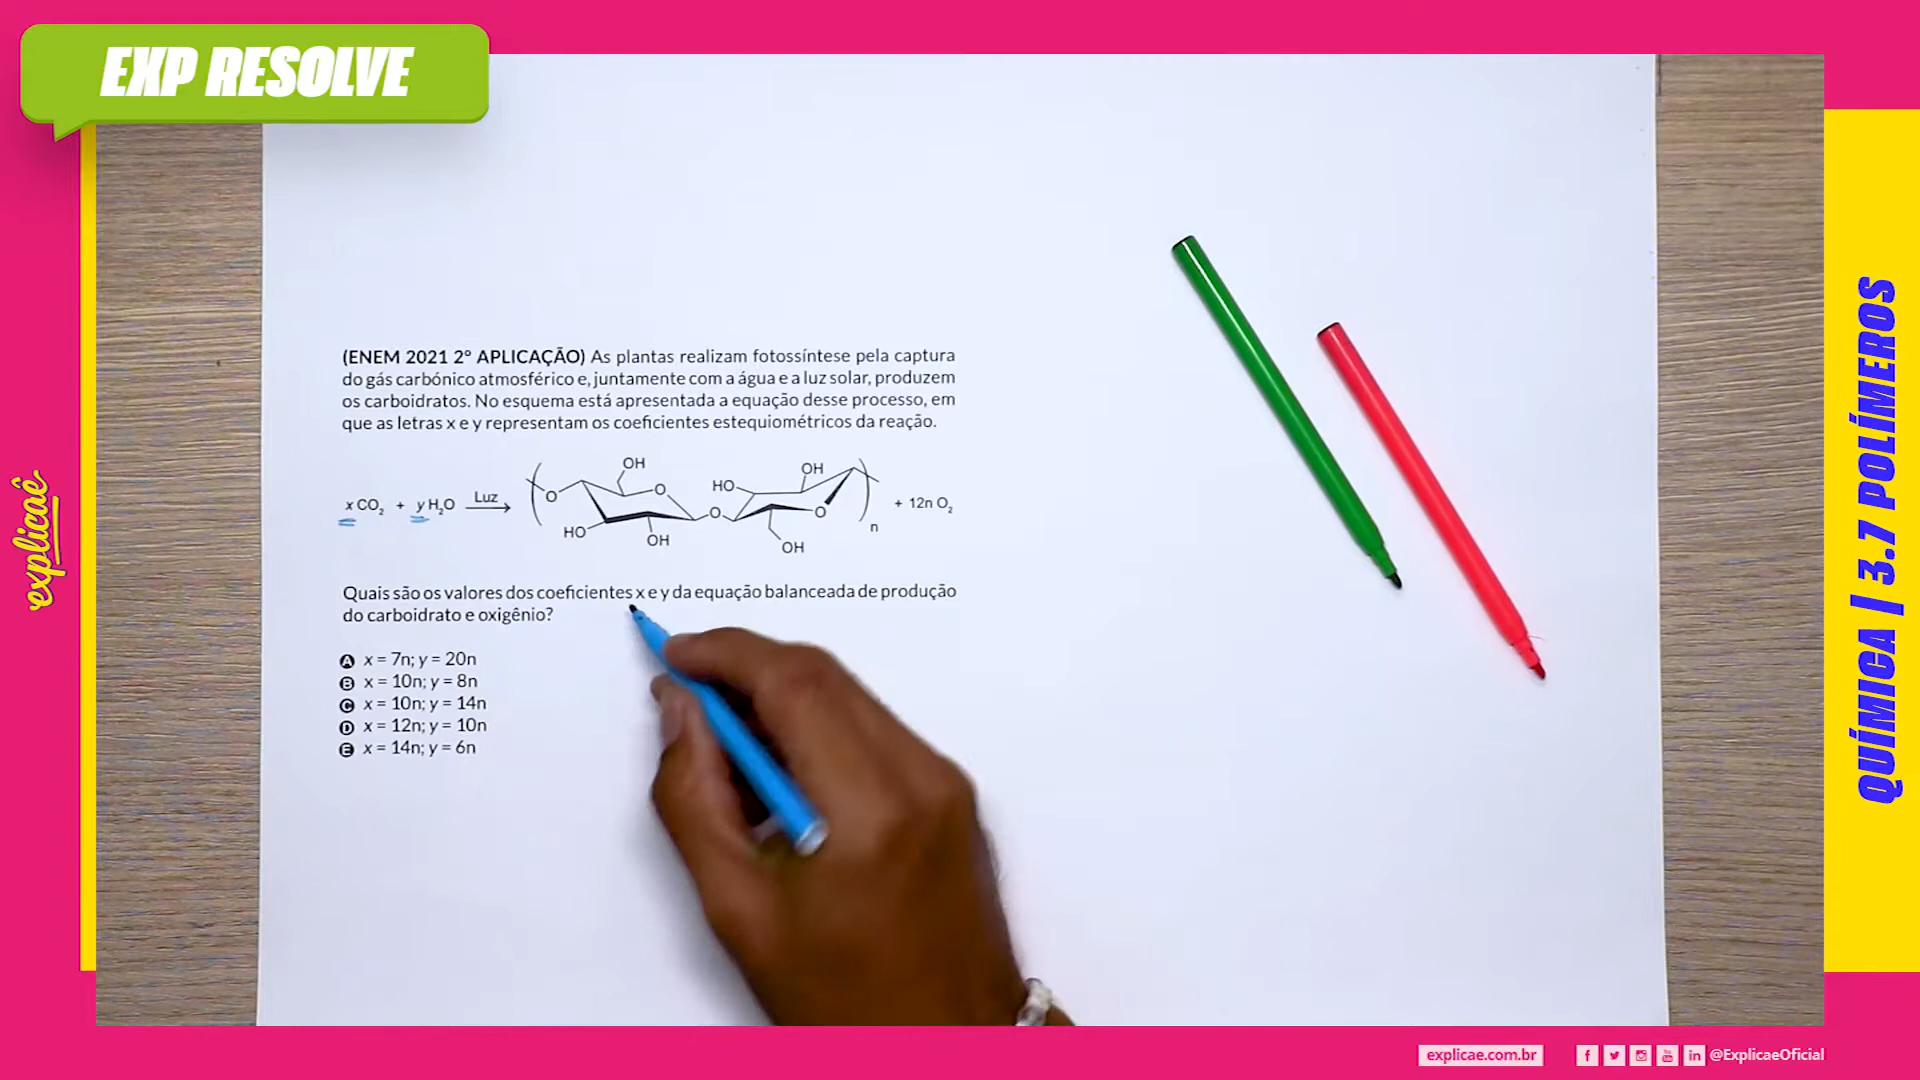 EXP RESOLVE
(ENEM 2021 2° APLICAÇÃO) As plantas realizam fotossíntese pela captura
do gás carbónico atmosférico e, juntamente com a água e a luz solar, produzem
os carboidratos. No esquema está apresentada a equação desse processo, em
que as letras x e y representam os coeficientes estequiométricos da reação.
x CO₂ + y H₂O Luz O HO OH O OH O HO OH O OH n + 12n O₂
Quais são os valores dos coeficientes x e y da equação balanceada de produção
do carboidrato e oxigênio?
A x = 7n; y = 20n
B x = 10n; y = 8n
C x = 10n; y = 14n
D x = 12n; y = 10n
E x = 14n; y = 6n
explicaê
QUÍMICA | 3.7 POLÍMEROS
explicae.com.br
@ExplicaeOficial